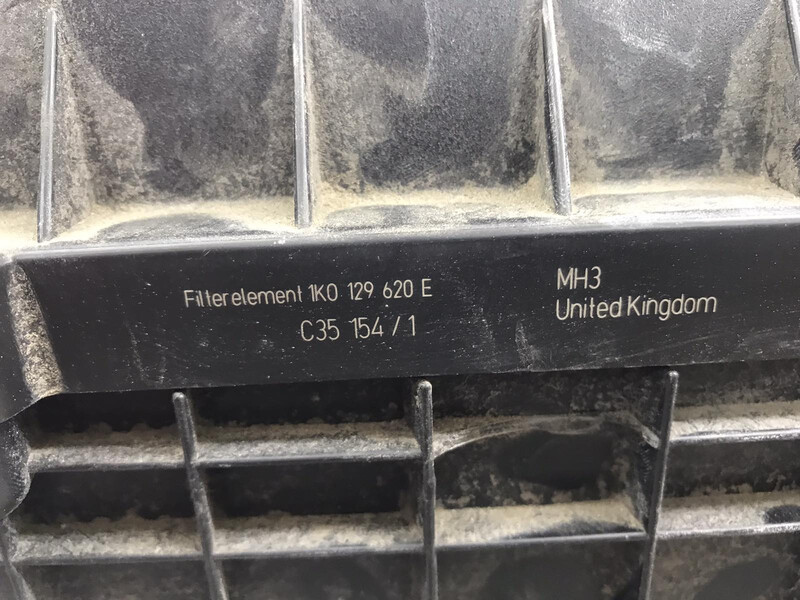 Filterelement 1K0 129 620 E
C35 154 / 1
MH3
United Kingdom